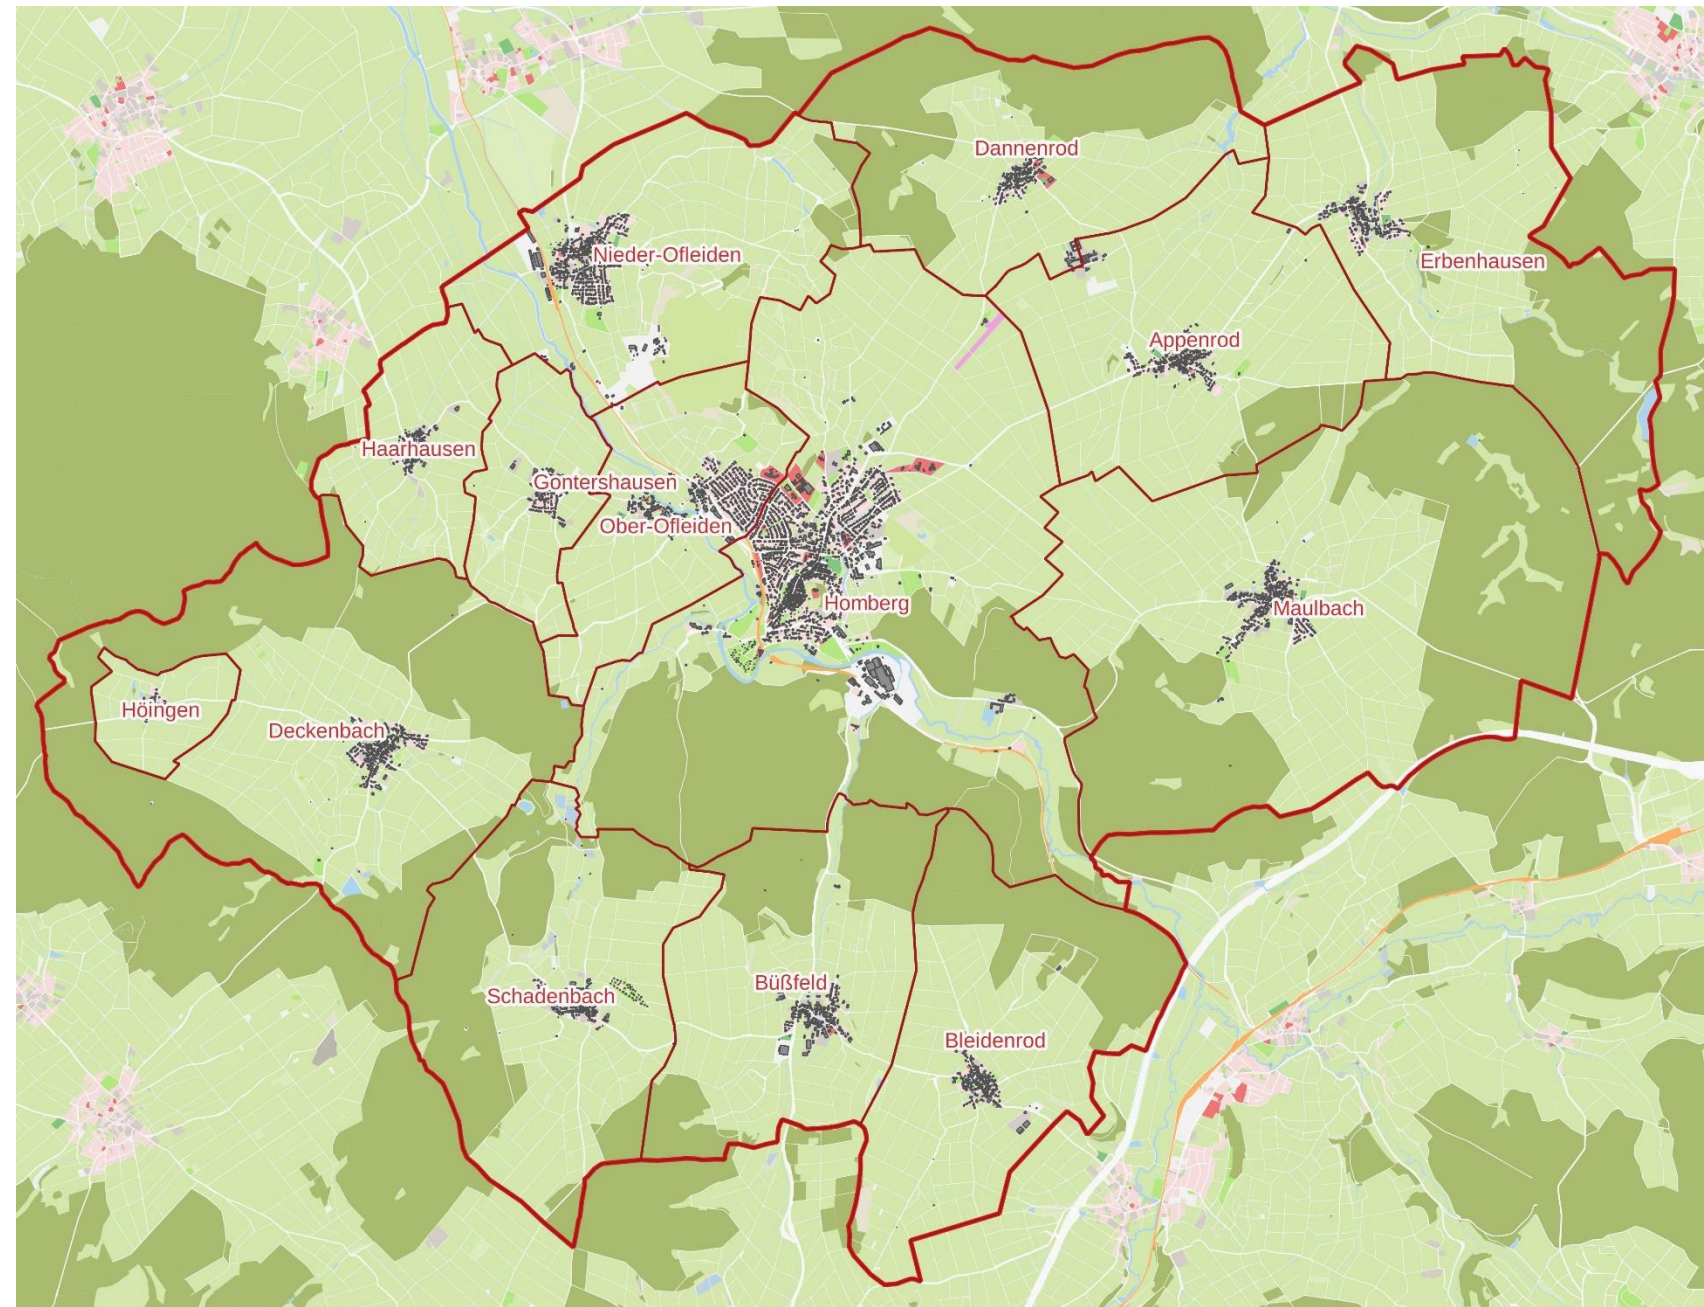 Dannenrod
Nieder-Ofleiden
Erbenhausen
Appenrod
Haarhausen
Gontershausen
Ober-Ofleiden
Homberg
Maulbach
Höingen
Deckenbach
Büßfeld
Schadenbach
Bleidenrod